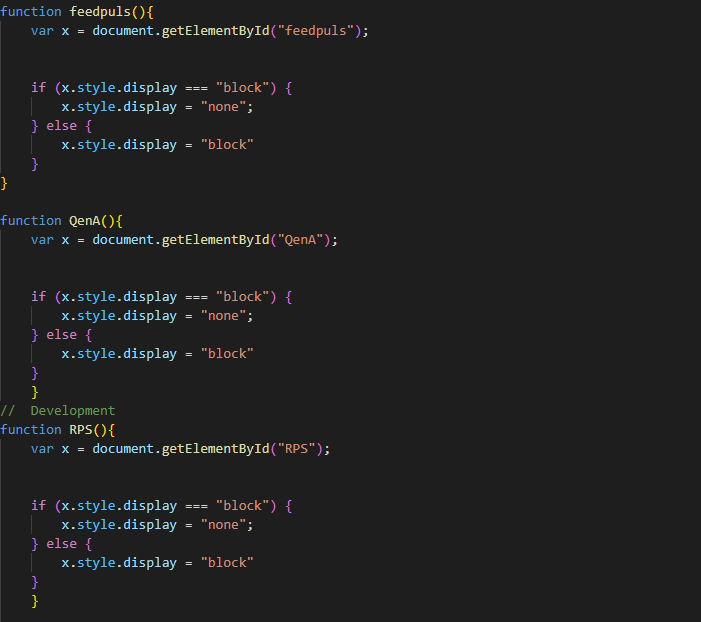 function feedpuls(){
    var x = document.getElementById("feedpuls");
    if (x.style.display === "block") {
        x.style.display = "none";
    } else {
        x.style.display = "block"
    }
}
function QenA(){
    var x = document.getElementById("QenA");
    if (x.style.display === "block") {
        x.style.display = "none";
    } else {
        x.style.display = "block"
    }
    }
//  Development
function RPS(){
    var x = document.getElementById("RPS");
    if (x.style.display === "block") {
        x.style.display = "none";
    } else {
        x.style.display = "block"
    }
    }